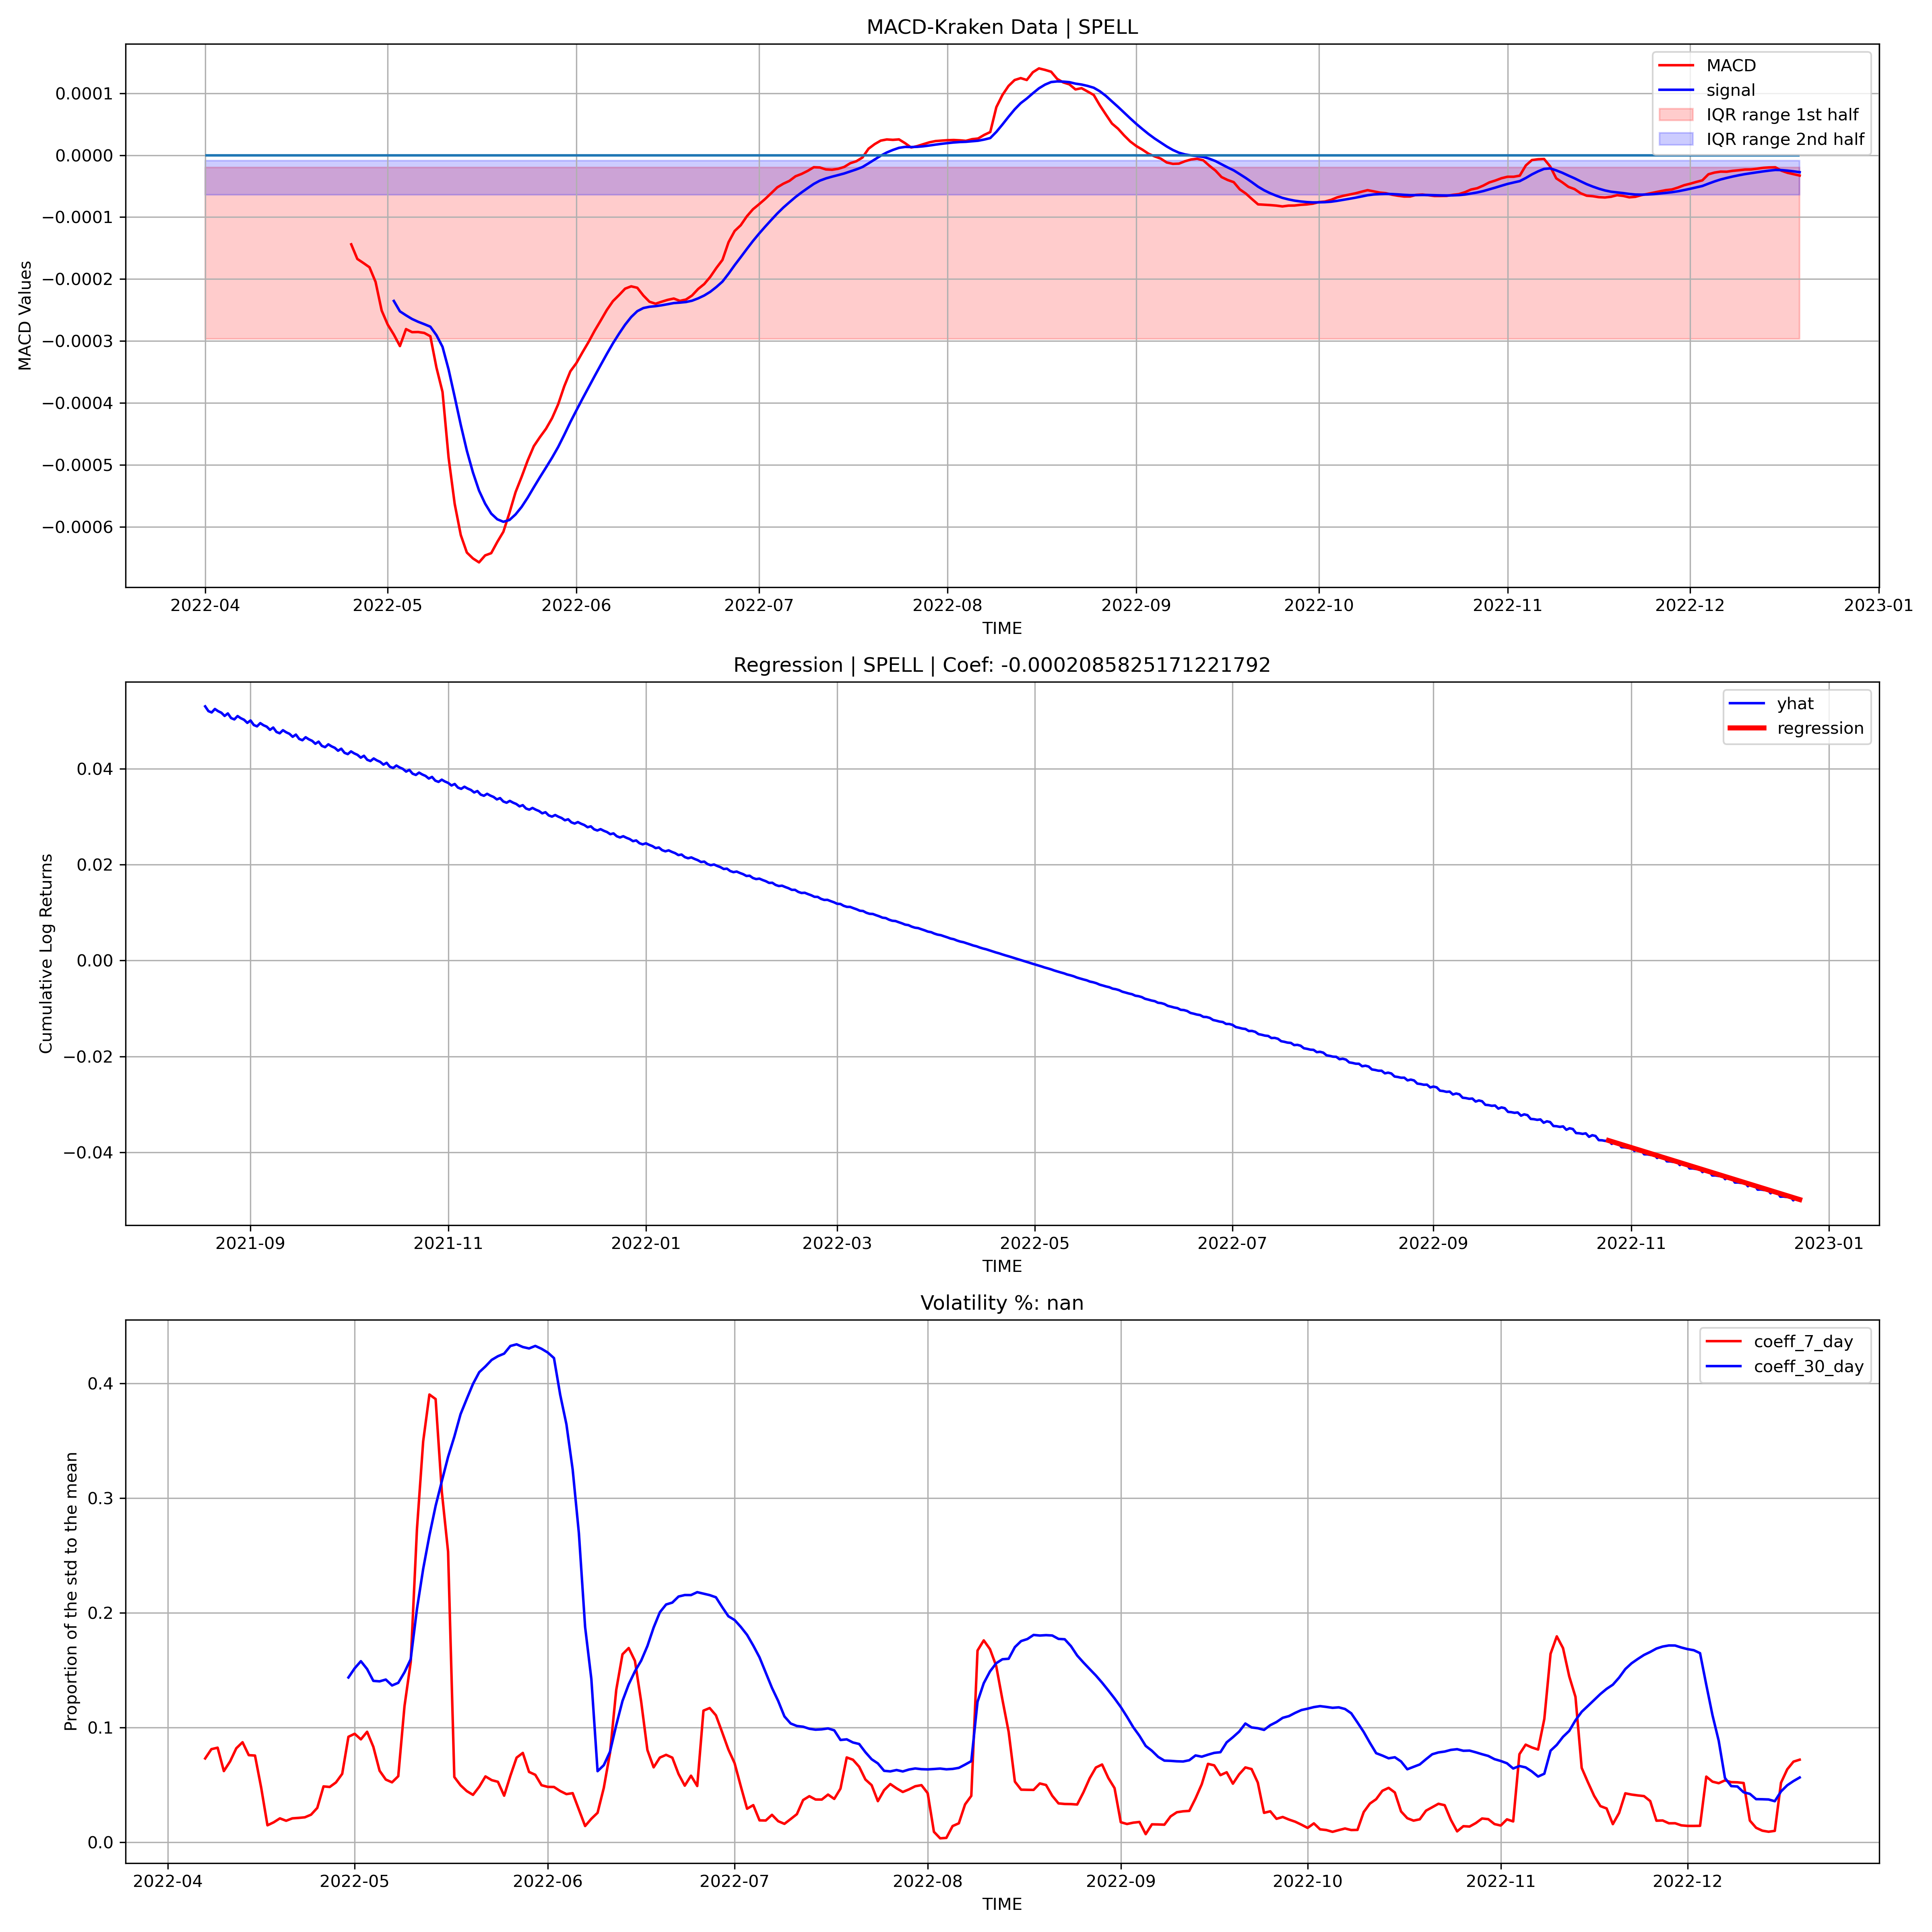 MACD-Kraken Data | SPELL
MACD
signal
IQR range 1st half
IQR range 2nd half
MACD Values
0.0001
0.0000
−0.0001
−0.0002
−0.0003
−0.0004
−0.0005
−0.0006
2022-04 2022-05 2022-06 2022-07 2022-08 2022-09 2022-10 2022-11 2022-12 2023-01
TIME
Regression | SPELL | Coef: -0.0002085825171221792
yhat
regression
Cumulative Log Returns
0.04
0.02
0.00
−0.02
−0.04
2021-09 2021-11 2022-01 2022-03 2022-05 2022-07 2022-09 2022-11 2023-01
TIME
Volatility %: nan
coeff_7_day
coeff_30_day
Proportion of the std to the mean
0.4
0.3
0.2
0.1
0.0
2022-04 2022-05 2022-06 2022-07 2022-08 2022-09 2022-10 2022-11 2022-12
TIME